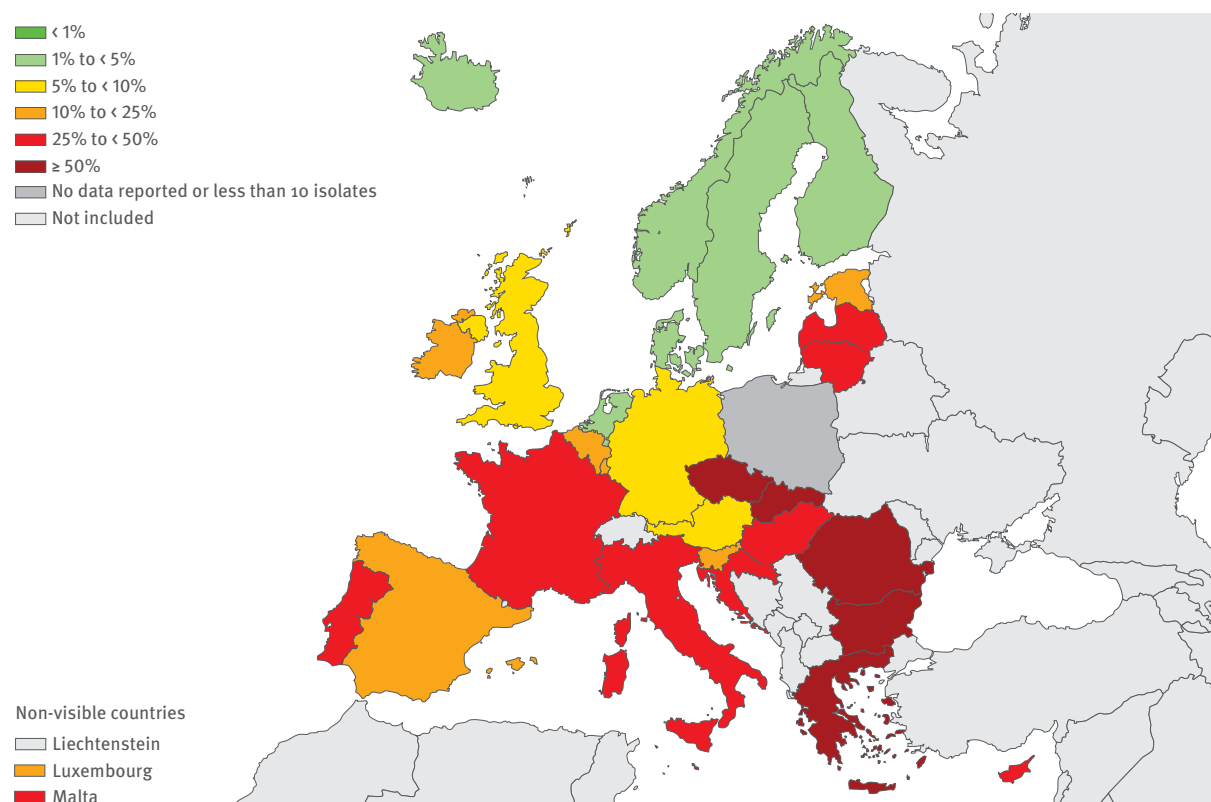 < 1%
1% to < 5%
5% to < 10%
10% to < 25%
25% to < 50%
≥ 50%
No data reported or less than 10 isolates
Not included
Non-visible countries
Liechtenstein
Luxembourg
Malta